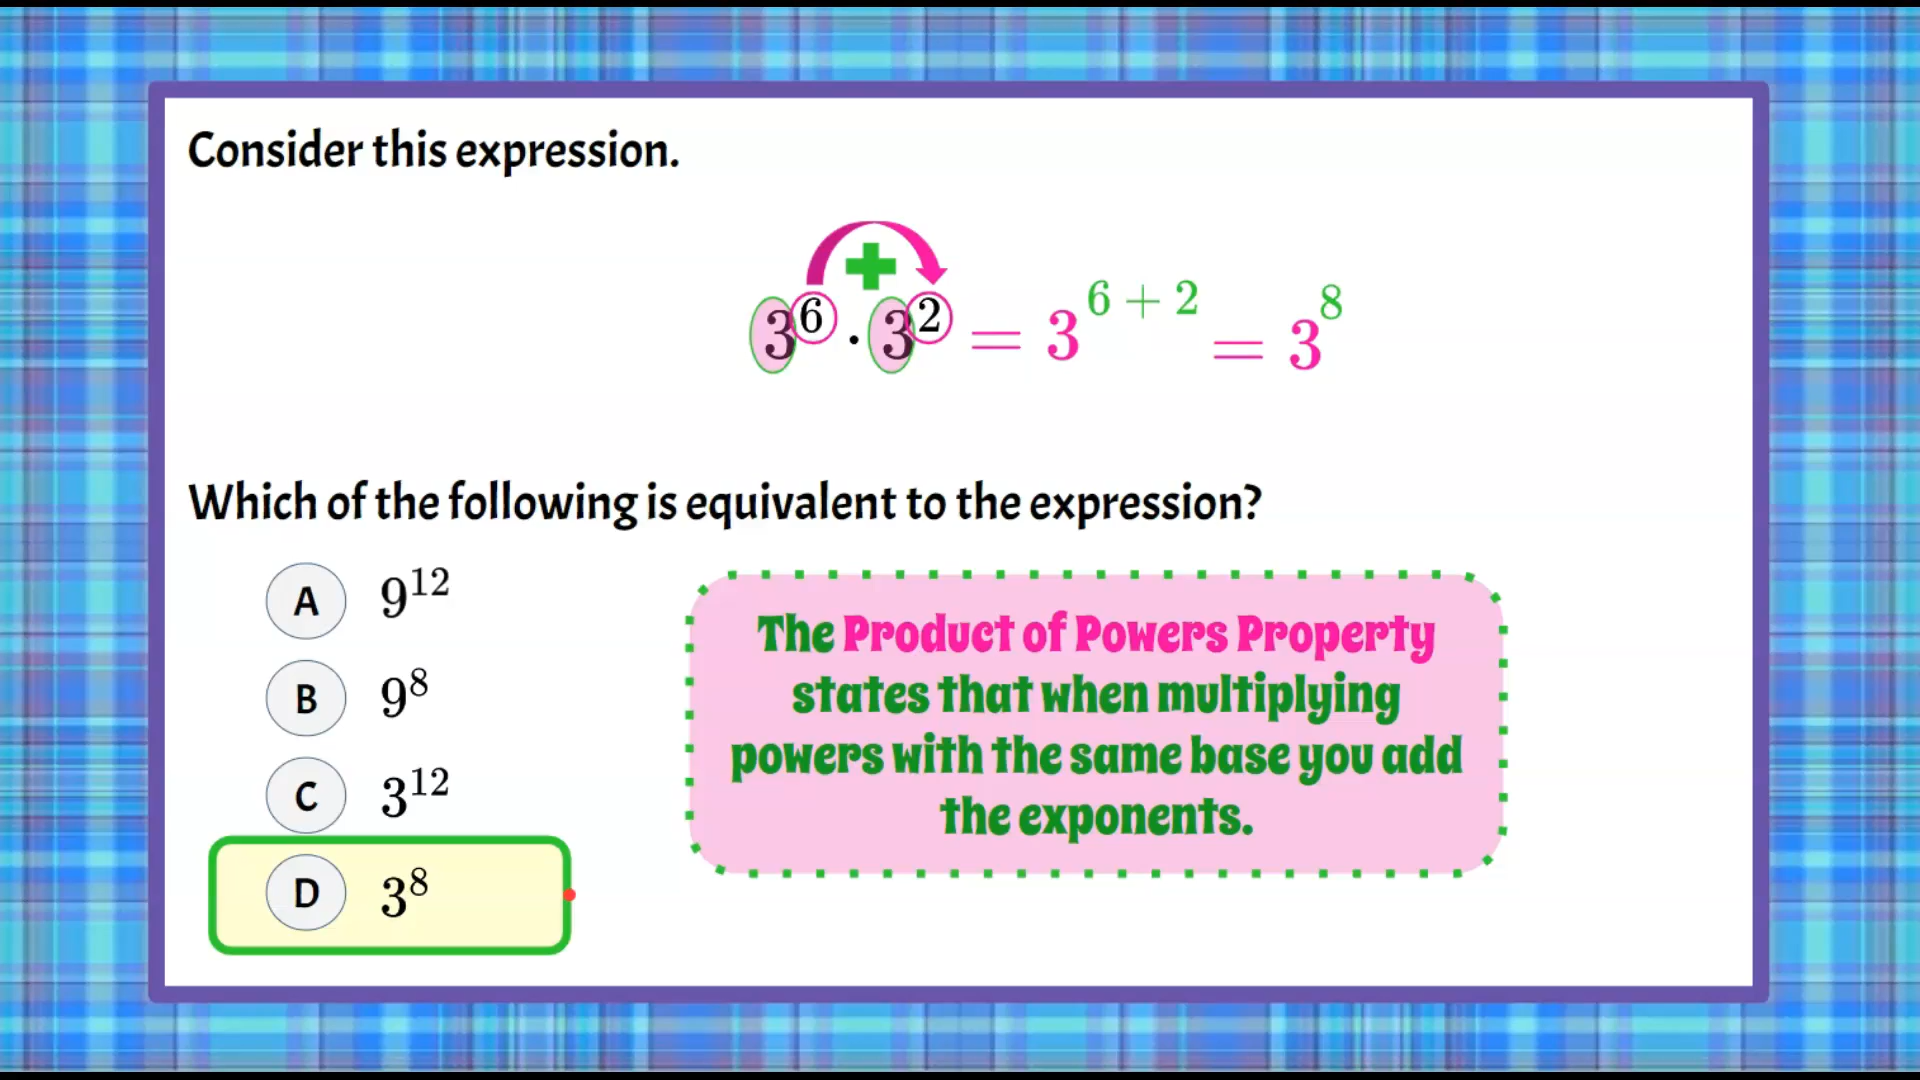 Consider this expression.
3⁶ · 3² = 3⁶ ⁺ ² = 3⁸
Which of the following is equivalent to the expression?
A 9¹²
B 9⁸
C 3¹²
D 3⁸
The Product of Powers Property
states that when multiplying
powers with the same base you add
the exponents.